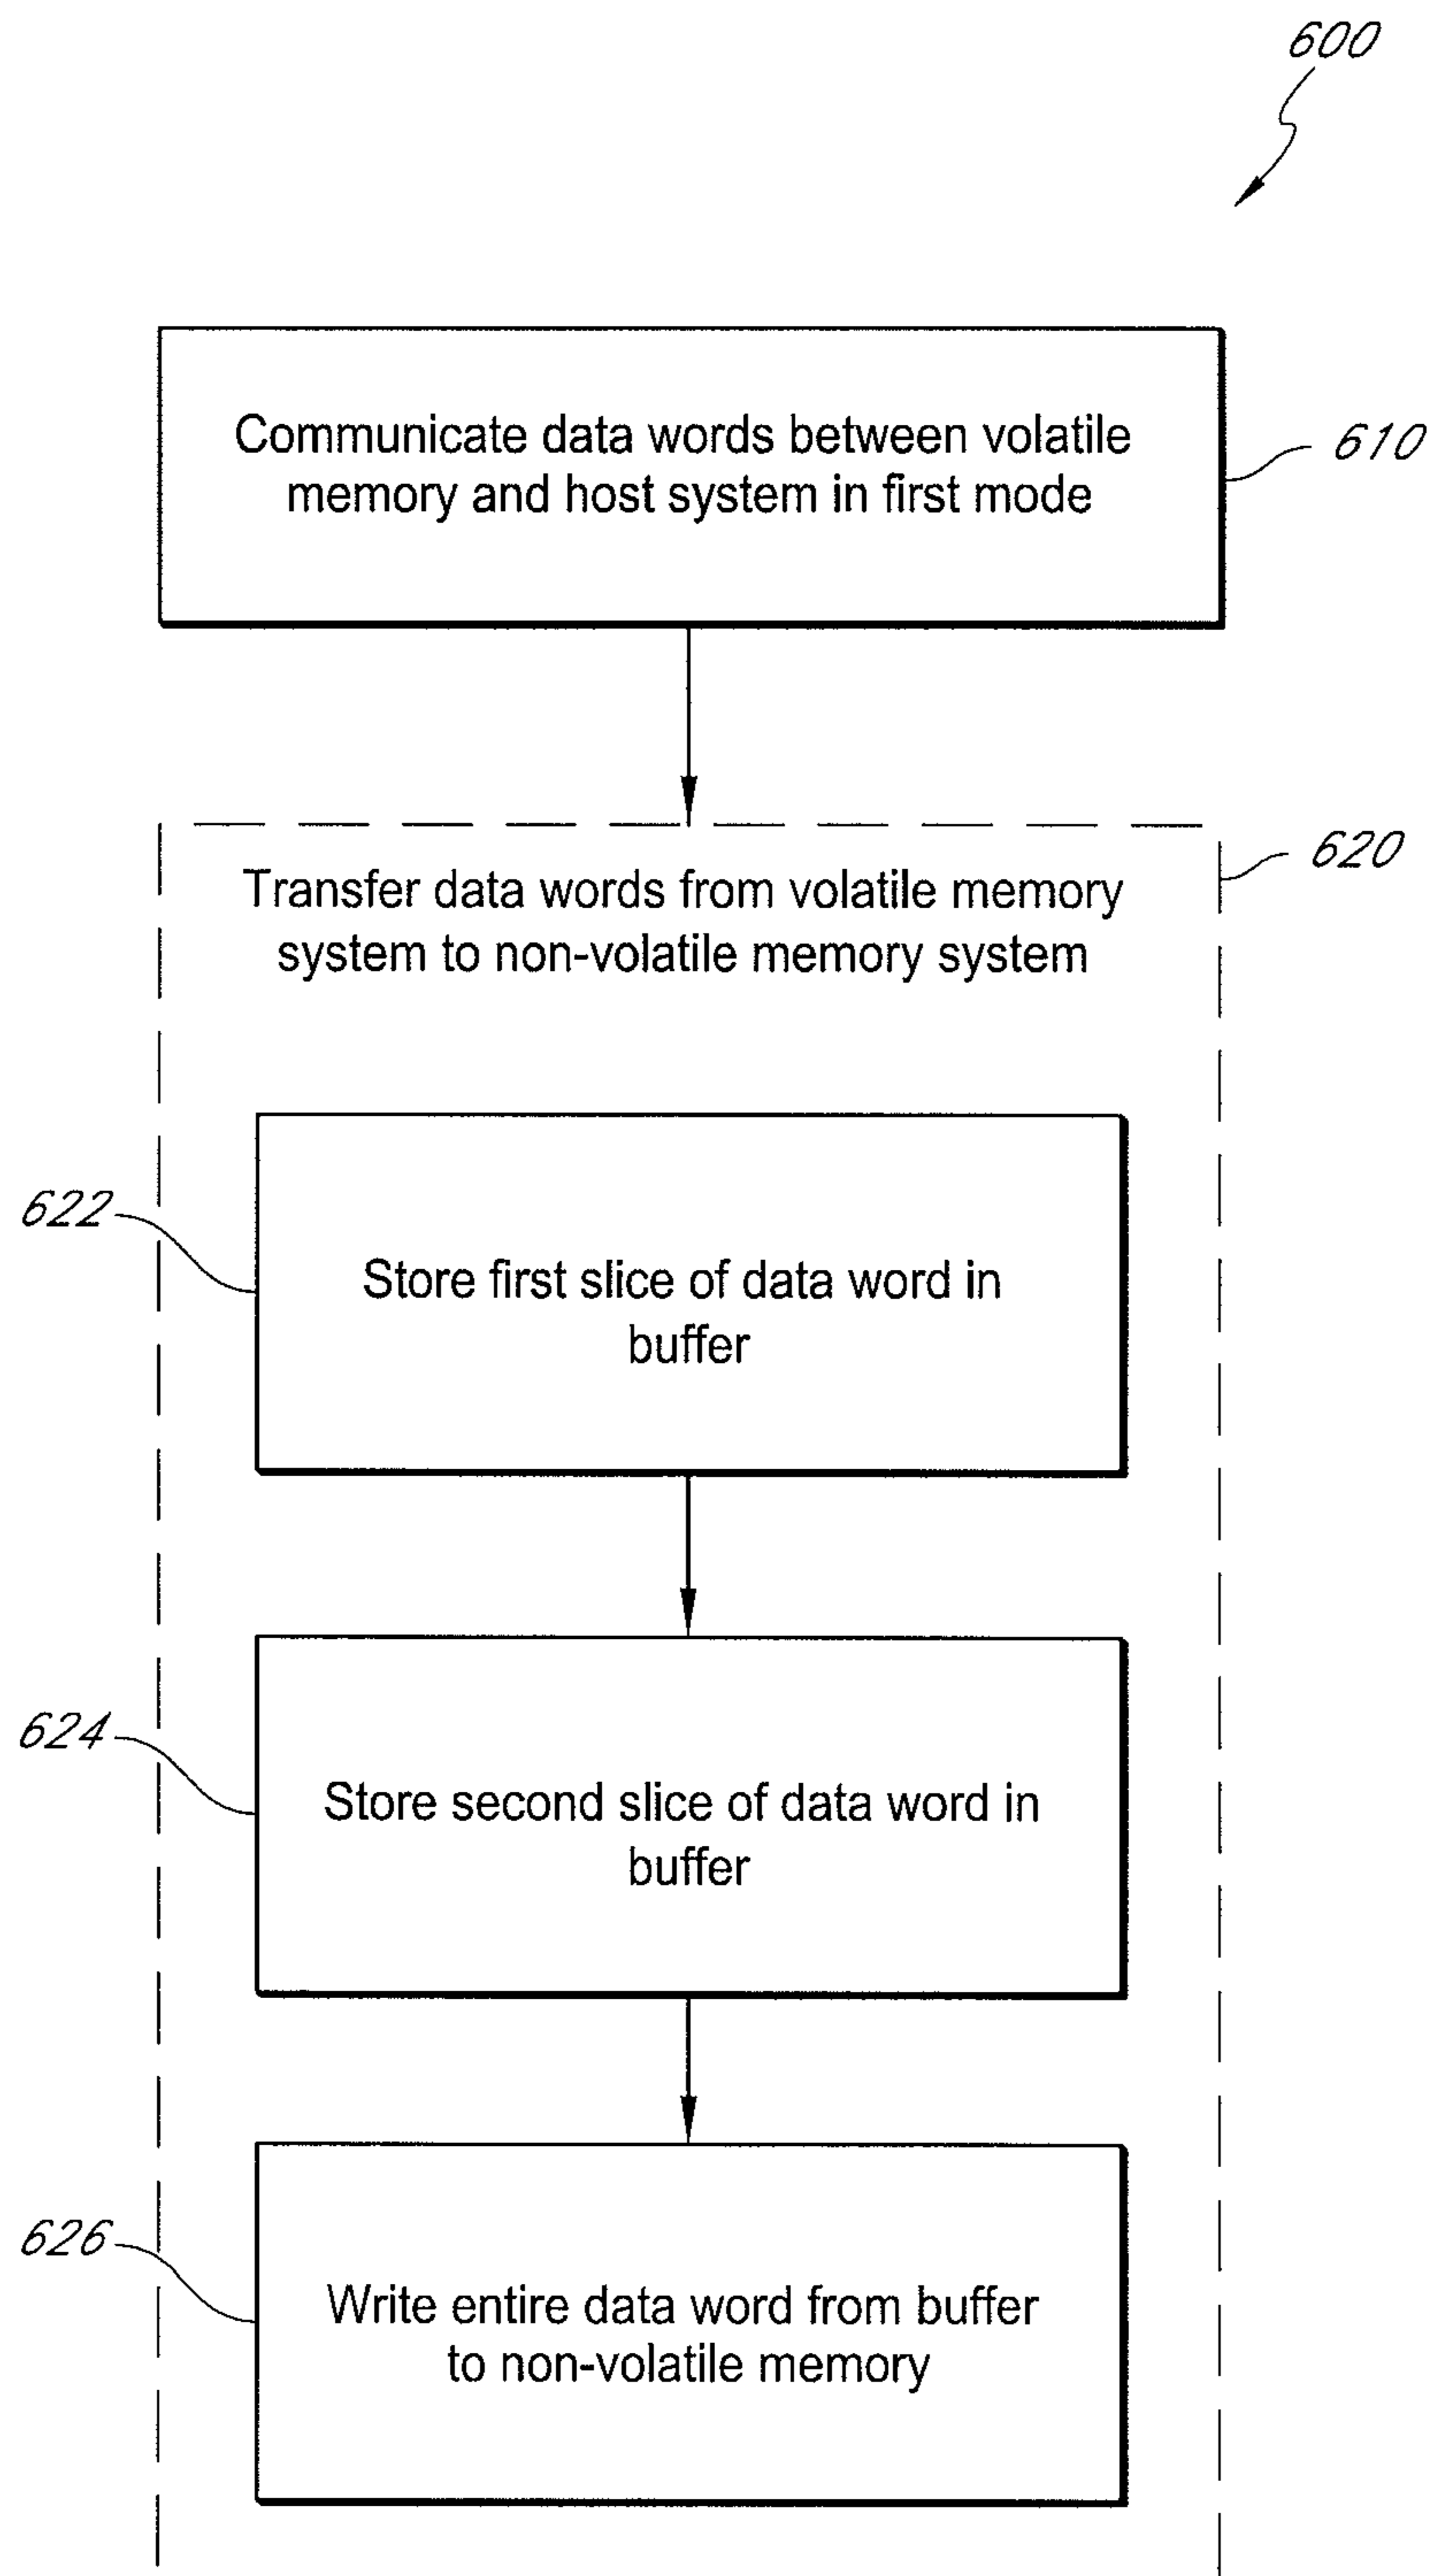 600
Communicate data words between volatile
memory and host system in first mode
610
620
Transfer data words from volatile memory
system to non-volatile memory system
622
Store first slice of data word in
buffer
624
Store second slice of data word in
buffer
626
Write entire data word from buffer
to non-volatile memory